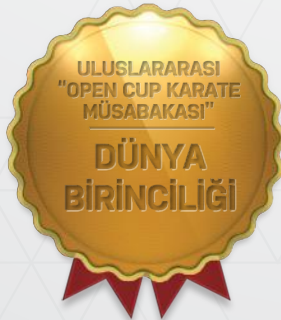 ULUSLARARASI
"OPEN CUP KARATE
MÜSABAKASI"
DÜNYA
BİRİNCİLİĞİ